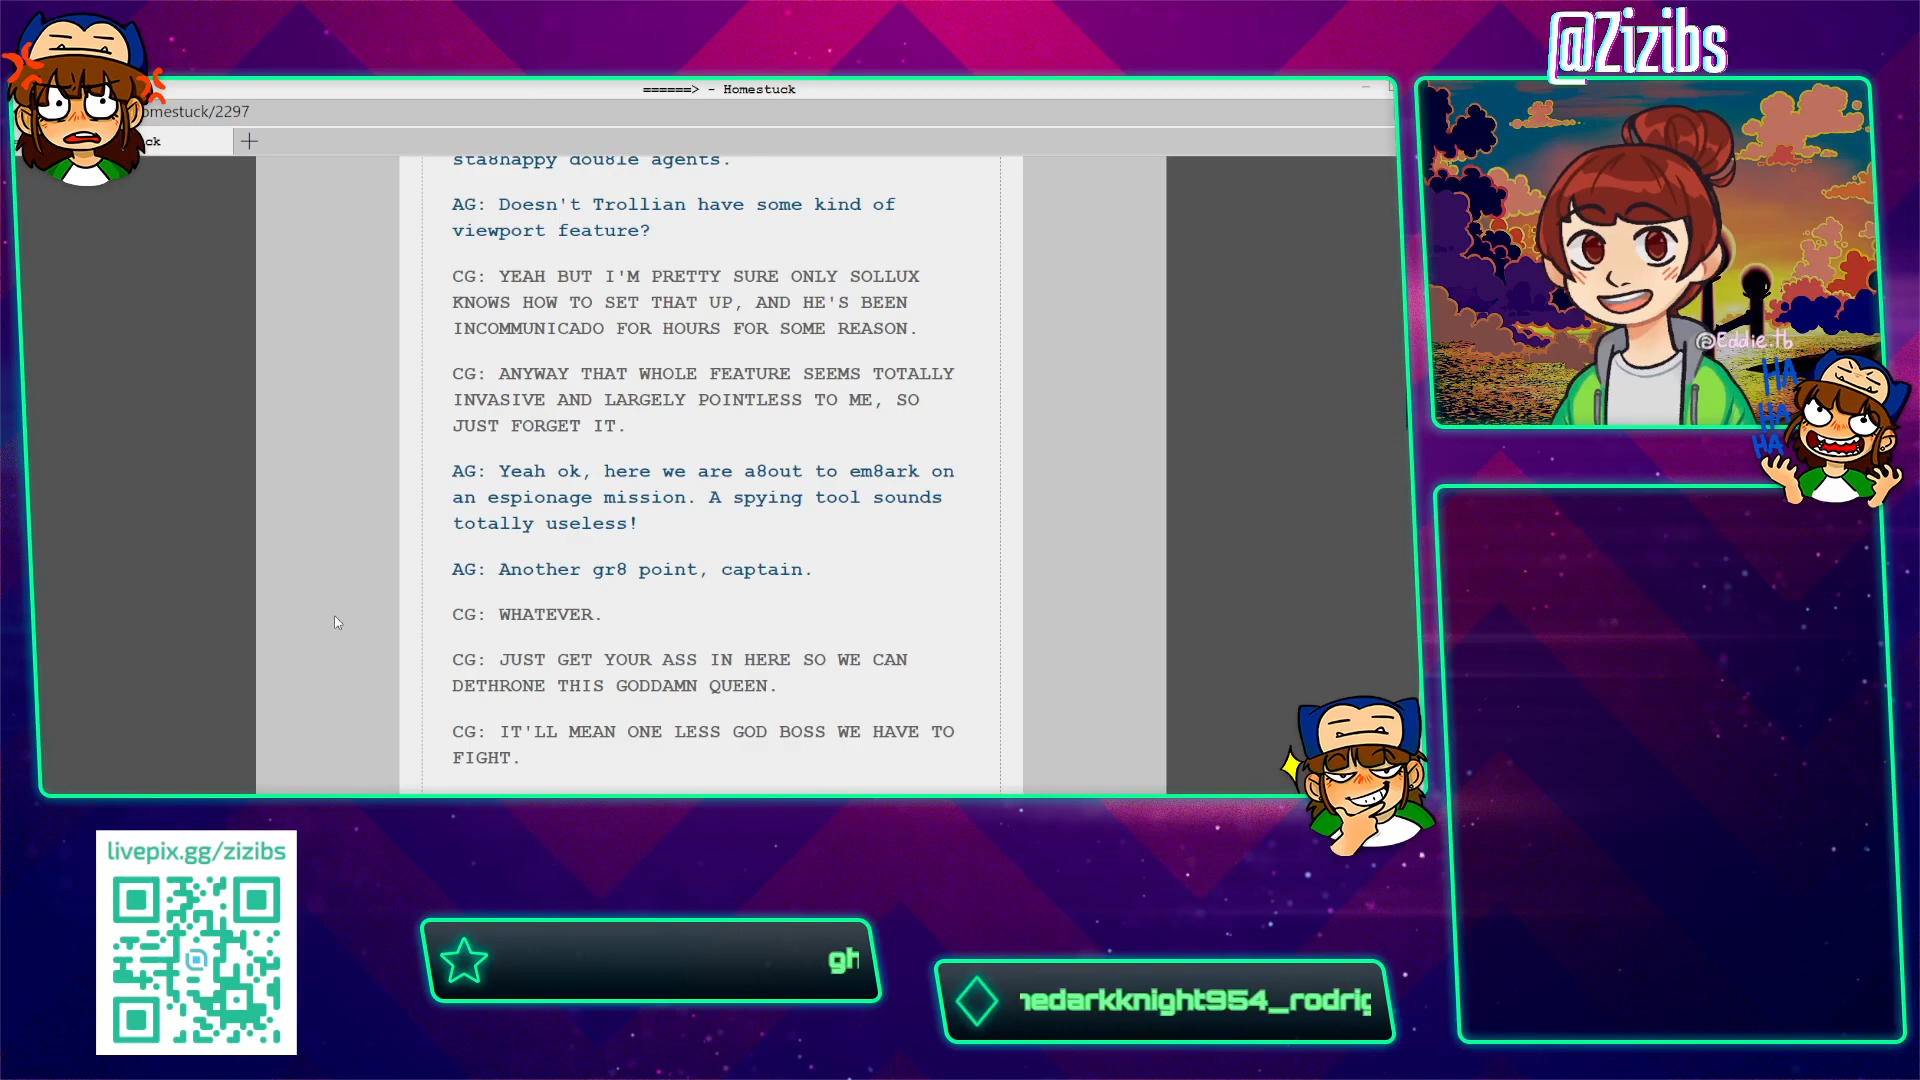 @Zizibs
======> - Homestuck
omestuck/2297
ck
sta8happy dou8le agents.
AG: Doesn't Trollian have some kind of
viewport feature?
CG: YEAH BUT I'M PRETTY SURE ONLY SOLLUX
KNOWS HOW TO SET THAT UP, AND HE'S BEEN
INCOMMUNICADO FOR HOURS FOR SOME REASON.
CG: ANYWAY THAT WHOLE FEATURE SEEMS TOTALLY
INVASIVE AND LARGELY POINTLESS TO ME, SO
JUST FORGET IT.
AG: Yeah ok, here we are a8out to em8ark on
an espionage mission. A spying tool sounds
totally useless!
AG: Another gr8 point, captain.
CG: WHATEVER.
CG: JUST GET YOUR ASS IN HERE SO WE CAN
DETHRONE THIS GODDAMN QUEEN.
CG: IT'LL MEAN ONE LESS GOD BOSS WE HAVE TO
FIGHT.
@Eddie.tb
HA
HA
HA
livepix.gg/zizibs
gh
nedarkknight954_rodrig